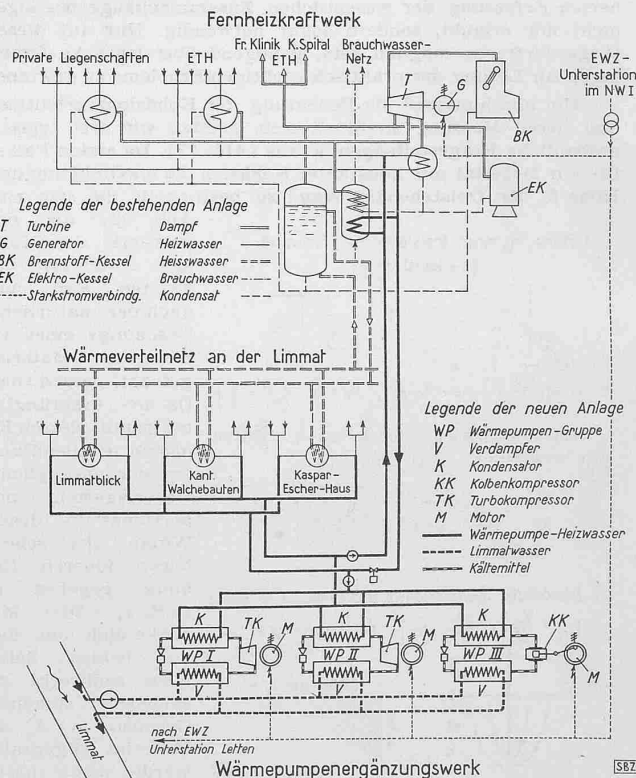 Fernheizkraftwerk
Private Liegenschaften
ETH
Fr. Klinik K. Spital
ETH
Brauchwasser-
Netz
EWZ-
Unterstation
im NWI
T
G
BK
EK
Legende der bestehenden Anlage
T Turbine
G Generator
BK Brennstoff-Kessel
EK Elektro-Kessel
Starkstromverbindg.
Dampf
Heizwasser
Heisswasser
Brauchwasser
Kondensat
Wärmeverteilnetz an der Limmat
Limmatblick
Kant.
Walchebauten
Kaspar-
Escher-Haus
Legende der neuen Anlage
WP Wärmepumpen-Gruppe
V Verdampfer
K Kondensator
KK Kolbenkompressor
TK Turbokompressor
M Motor
Wärmepumpe-Heizwasser
Limmatwasser
Kältemittel
K TK M K TK M K KK
WP I WP II WP III
V V V M
Limmat
nach EWZ
Unterstation Letten
Wärmepumpenergänzungswerk
SBZ